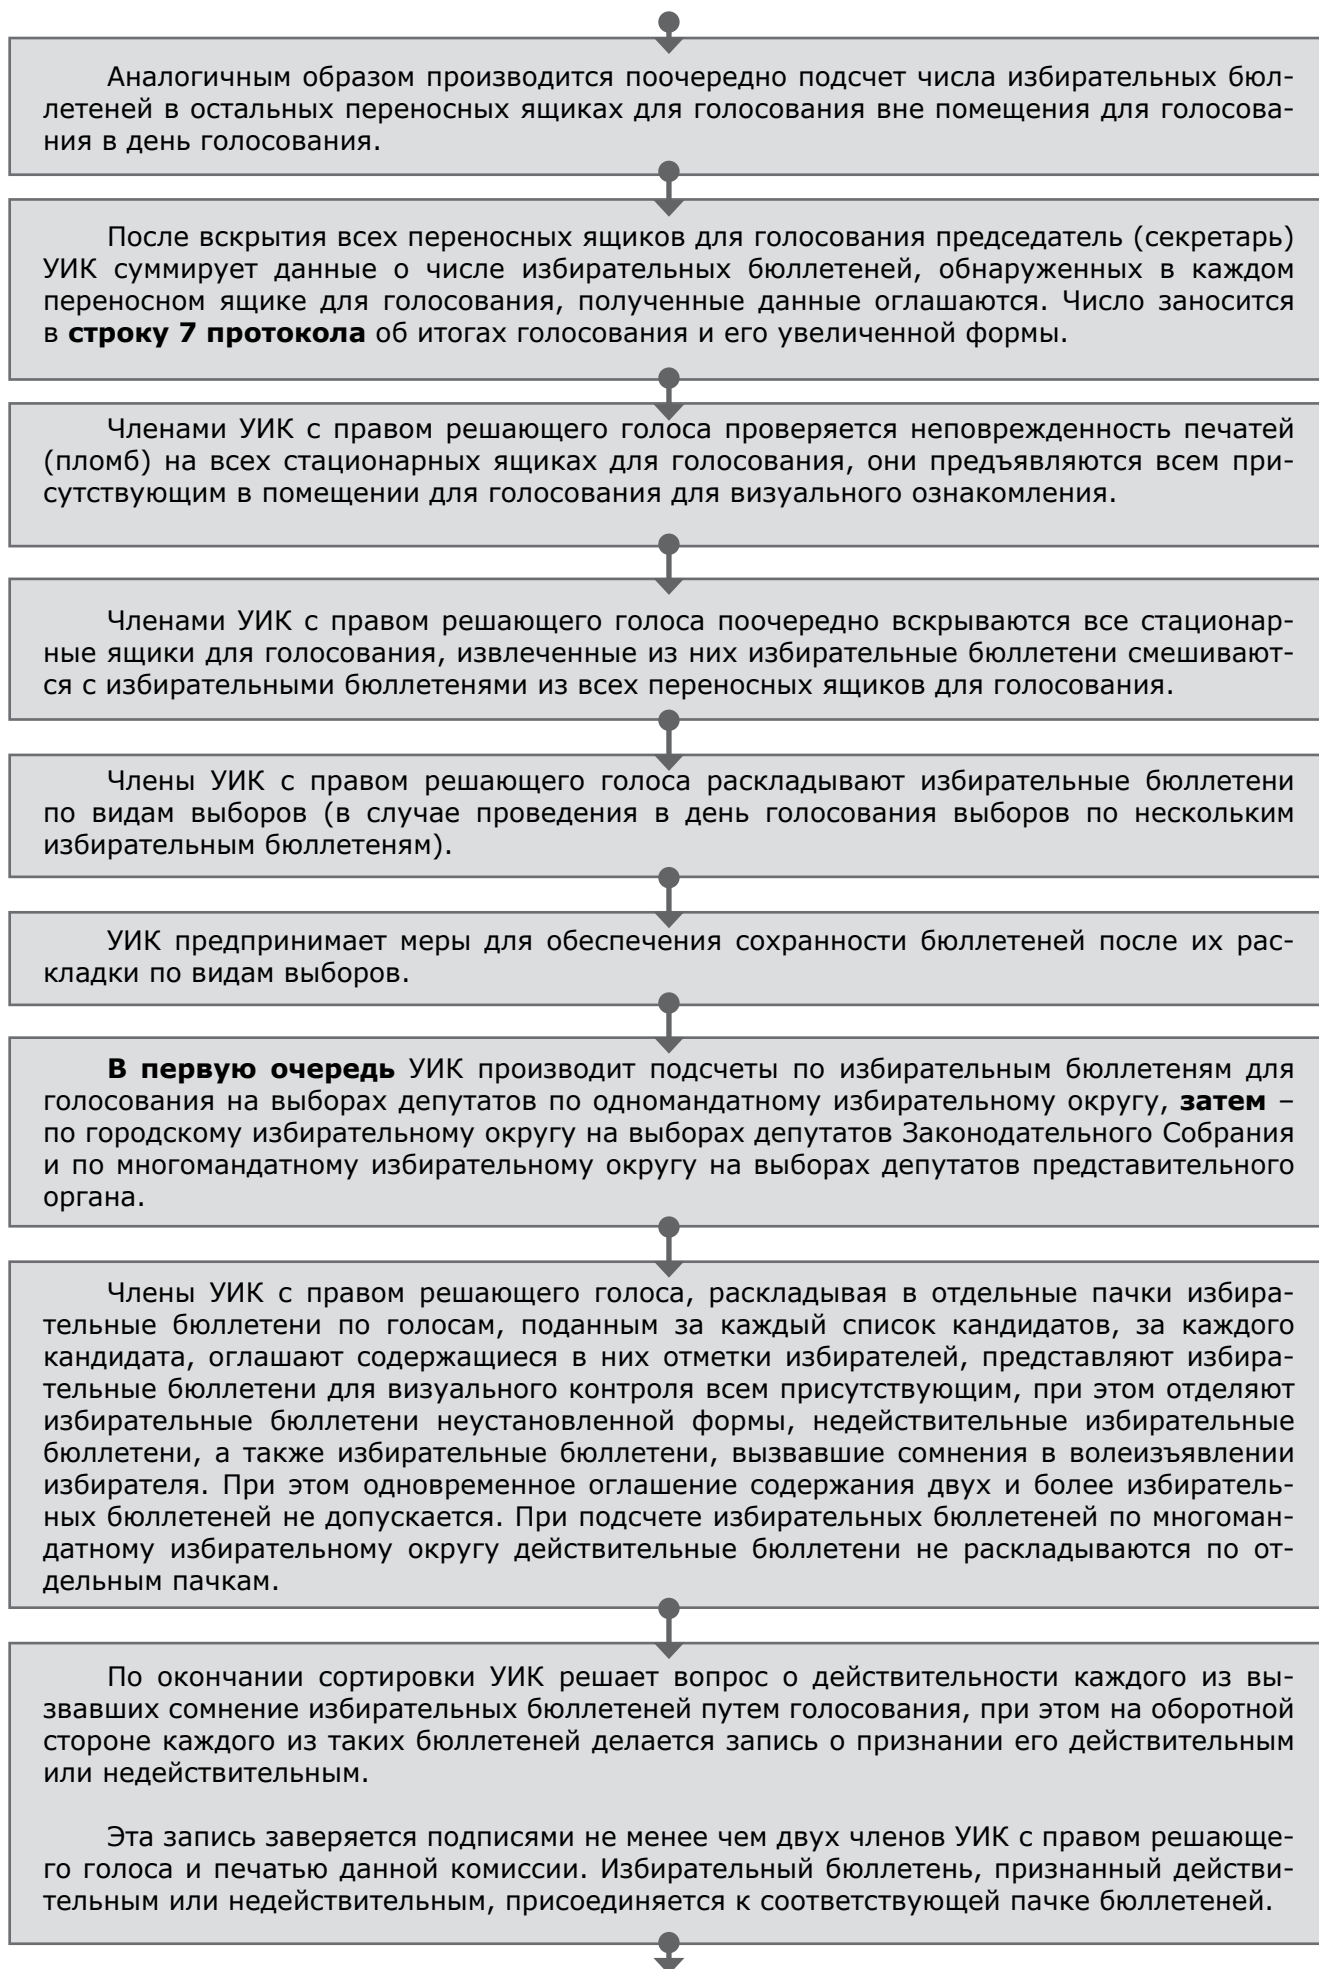 Аналогичным образом производится поочередно подсчет числа избирательных бюл-
летеней в остальных переносных ящиках для голосования вне помещения для голосова-
ния в день голосования.
После вскрытия всех переносных ящиков для голосования председатель (секретарь)
УИК суммирует данные о числе избирательных бюллетеней, обнаруженных в каждом
переносном ящике для голосования, полученные данные оглашаются. Число заносится
в строку 7 протокола об итогах голосования и его увеличенной формы.
Членами УИК с правом решающего голоса проверяется неповрежденность печатей
(пломб) на всех стационарных ящиках для голосования, они предъявляются всем при-
сутствующим в помещении для голосования для визуального ознакомления.
Членами УИК с правом решающего голоса поочередно вскрываются все стационар-
ные ящики для голосования, извлеченные из них избирательные бюллетени смешивают-
ся с избирательными бюллетенями из всех переносных ящиков для голосования.
Члены УИК с правом решающего голоса раскладывают избирательные бюллетени
по видам выборов (в случае проведения в день голосования выборов по нескольким
избирательным бюллетеням).
УИК предпринимает меры для обеспечения сохранности бюллетеней после их рас-
кладки по видам выборов.
В первую очередь УИК производит подсчеты по избирательным бюллетеням для
голосования на выборах депутатов по одномандатному избирательному округу, затем –
по городскому избирательному округу на выборах депутатов Законодательного Собрания
и по многомандатному избирательному округу на выборах депутатов представительного
органа.
Члены УИК с правом решающего голоса, раскладывая в отдельные пачки избира-
тельные бюллетени по голосам, поданным за каждый список кандидатов, за каждого
кандидата, оглашают содержащиеся в них отметки избирателей, представляют избира-
тельные бюллетени для визуального контроля всем присутствующим, при этом отделяют
избирательные бюллетени неустановленной формы, недействительные избирательные
бюллетени, а также избирательные бюллетени, вызвавшие сомнения в волеизъявлении
избирателя. При этом одновременное оглашение содержания двух и более избиратель-
ных бюллетеней не допускается. При подсчете избирательных бюллетеней по многоман-
датному избирательному округу действительные бюллетени не раскладываются по от-
дельным пачкам.
По окончании сортировки УИК решает вопрос о действительности каждого из вы-
звавших сомнение избирательных бюллетеней путем голосования, при этом на оборотной
стороне каждого из таких бюллетеней делается запись о признании его действительным
или недействительным.
Эта запись заверяется подписями не менее чем двух членов УИК с правом решающе-
го голоса и печатью данной комиссии. Избирательный бюллетень, признанный действи-
тельным или недействительным, присоединяется к соответствующей пачке бюллетеней.